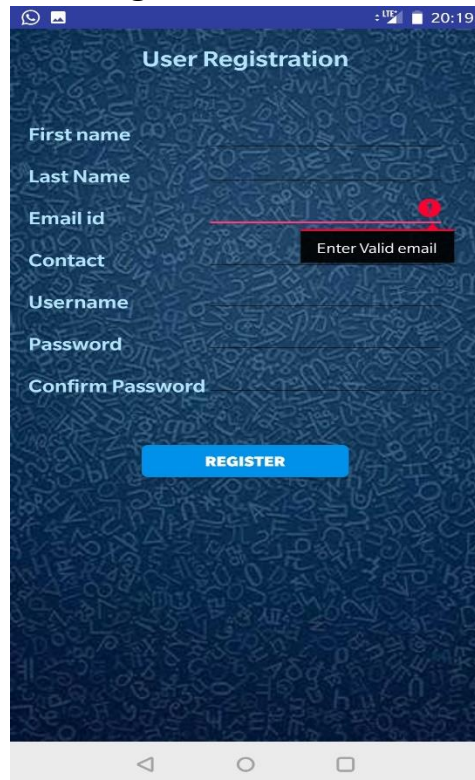 LTE 20:19
User Registration
First name
Last Name
Email id
Enter Valid email
Contact
Username
Password
Confirm Password
REGISTER